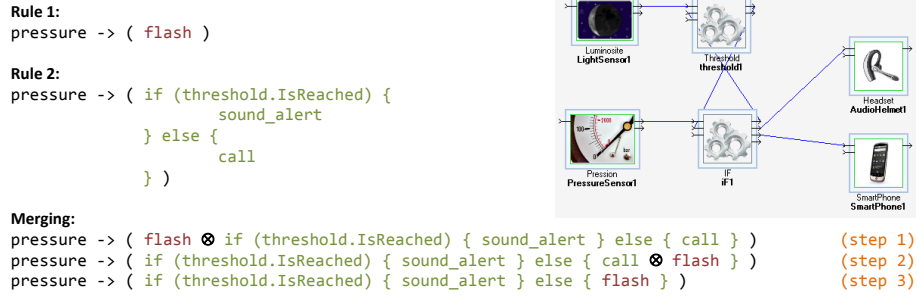 Rule 1:
pressure -> ( flash )
Rule 2:
pressure -> ( if (threshold.IsReached) {
sound_alert
} else {
call
} )
Luminosite
LightSensor1
Threshold
threshold1
Headset
AudioHelmet1
Pression
PressureSensor1
IF
iF1
SmartPhone
SmartPhone1
Merging:
pressure -> ( flash ⊗ if (threshold.IsReached) { sound_alert } else { call } ) (step 1)
pressure -> ( if (threshold.IsReached) { sound_alert } else { call ⊗ flash } ) (step 2)
pressure -> ( if (threshold.IsReached) { sound_alert } else { flash } ) (step 3)